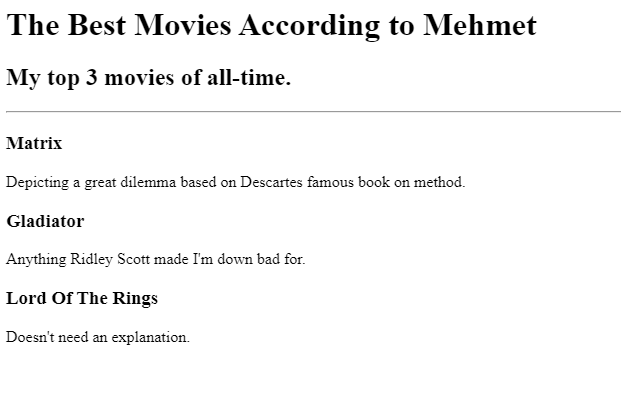 The Best Movies According to Mehmet
My top 3 movies of all-time.
Matrix
Depicting a great dilemma based on Descartes famous book on method.
Gladiator
Anything Ridley Scott made I'm down bad for.
Lord Of The Rings
Doesn't need an explanation.